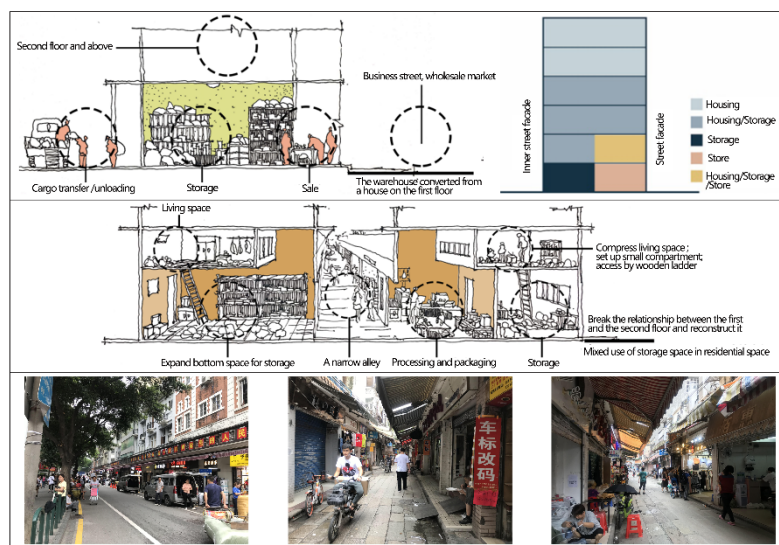 Second floor and above
Business street, wholesale market
Cargo transfer /unloading
Storage
Sale
The warehouse converted from
a house on the first floor
Inner street facade
Street facade
Housing
Housing/Storage
Storage
Store
Housing/Storage
/Store
Living space
Compress living space ;
set up small compartment;
access by wooden ladder
Break the relationship between the first
and the second floor and reconstruct it
Expand bottom space for storage
A narrow alley
Processing and packaging
Storage
Mixed use of storage space in residential space
车标改码